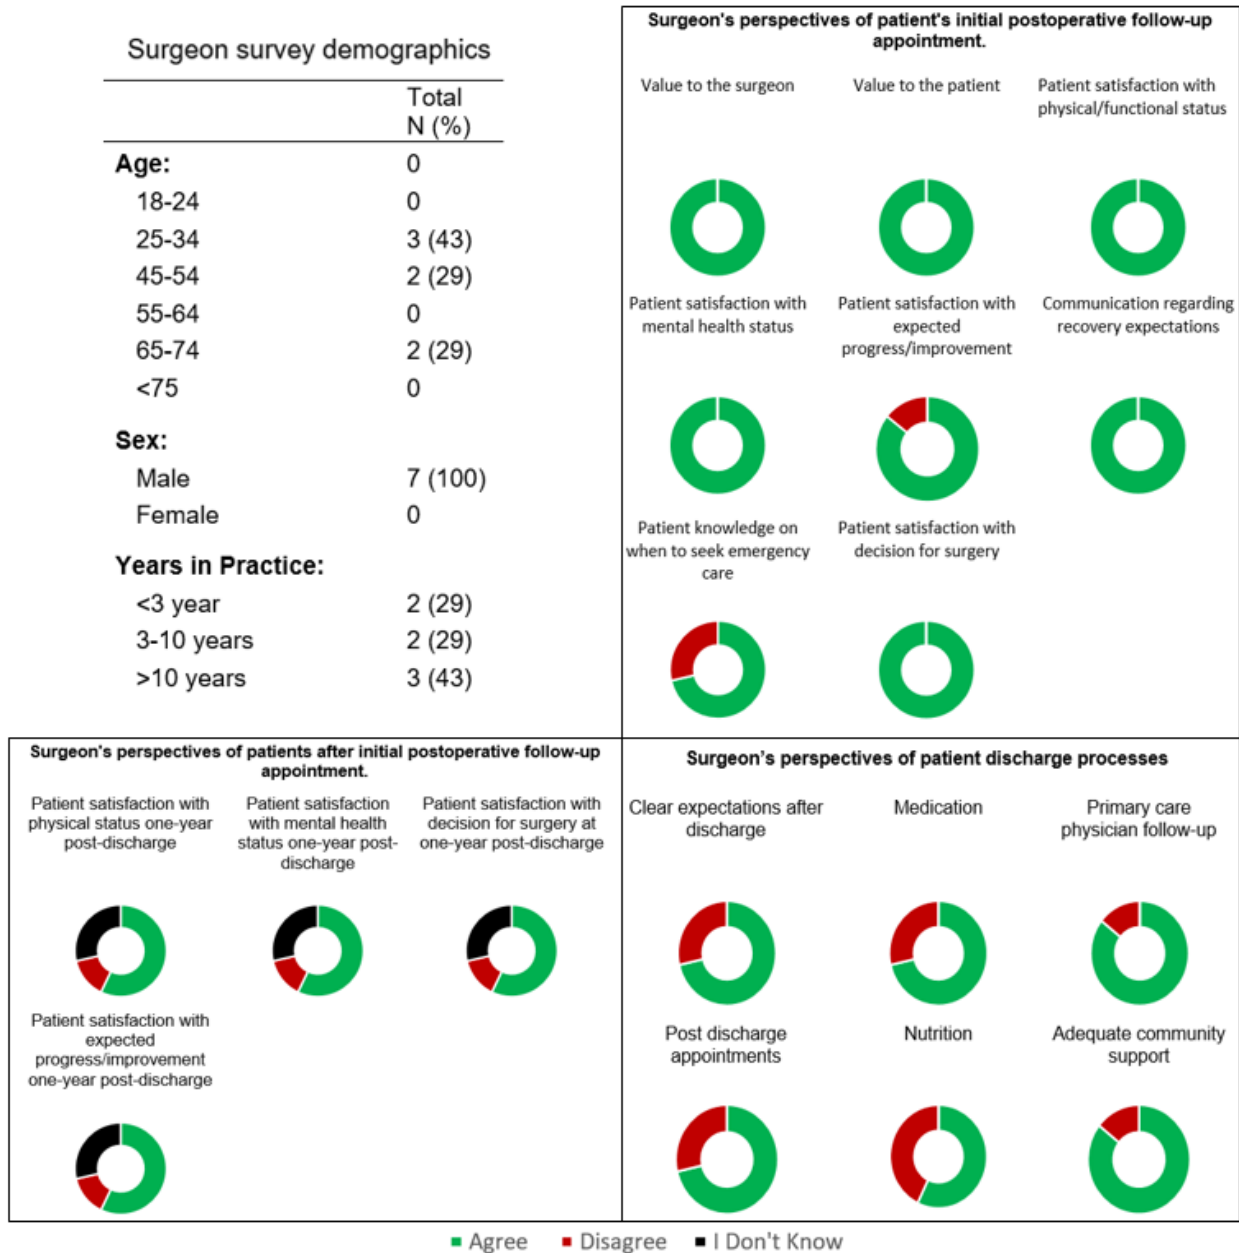 Surgeon survey demographics
Total
N (%)
Age: 0
18-24 0
25-34 3 (43)
45-54 2 (29)
55-64 0
65-74 2 (29)
<75 0
Sex:
Male 7 (100)
Female 0
Years in Practice:
<3 year 2 (29)
3-10 years 2 (29)
>10 years 3 (43)
Surgeon's perspectives of patient's initial postoperative follow-up
appointment.
Value to the surgeon
Value to the patient
Patient satisfaction with
physical/functional status
Patient satisfaction with
mental health status
Patient satisfaction with
expected
progress/improvement
Communication regarding
recovery expectations
Patient knowledge on
when to seek emergency
care
Patient satisfaction with
decision for surgery
Surgeon's perspectives of patients after initial postoperative follow-up
appointment.
Patient satisfaction with
physical status one-year
post-discharge
Patient satisfaction
with mental health
status one-year post-
discharge
Patient satisfaction with
decision for surgery at
one-year post-discharge
Patient satisfaction with
expected
progress/improvement
one-year post-discharge
Surgeon’s perspectives of patient discharge processes
Clear expectations after
discharge
Medication
Primary care
physician follow-up
Post discharge
appointments
Nutrition
Adequate community
support
Agree Disagree I Don't Know